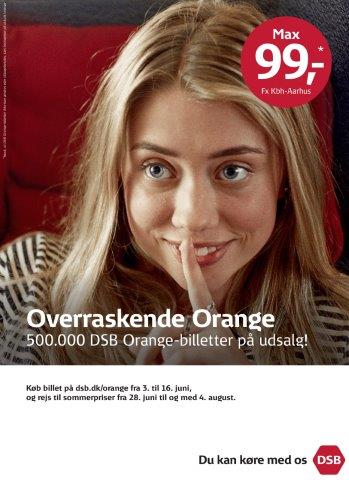 Max
99,-*
Fx Kbh-Aarhus
Overraskende Orange
500.000 DSB Orange-billetter på udsalg!
Køb billet på dsb.dk/orange fra 3. til 16. juni,
og rejs til sommerpriser fra 28. juni til og med 4. august.
Du kan køre med os DSB